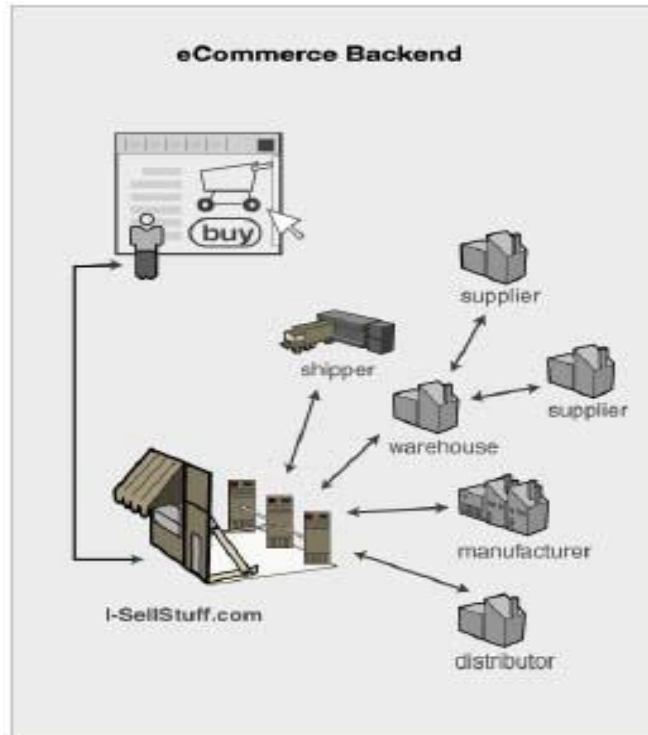 eCommerce Backend
buy
supplier
shipper
supplier
warehouse
manufacturer
I-SellStuff.com
distributor